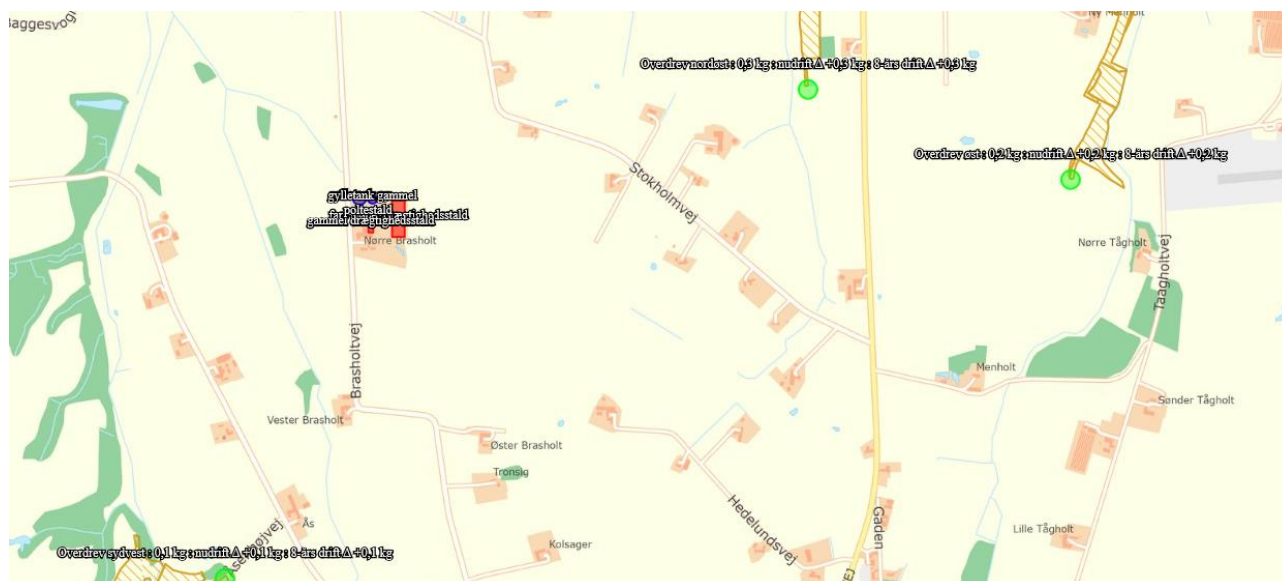 Baggesvogn
Ny Menholt
Overdrev nordøst : 0,3 kg : nudrift Δ +0,3 kg : 8-års drift Δ +0,3 kg
Overdrev øst : 0,2 kg : nudrift Δ +0,2 kg : 8-års drift Δ +0,2 kg
Stokholmvej
gylletank gammel
poltestald
gammel drægtighedsstald
Nørre Brasholt
Nørre Tågholt
Taagholtvej
Brasholtvej
Menholt
Sønder Tågholt
Vester Brasholt
Øster Brasholt
Tronsig
Hedelundsvej
Gaden
Ås
Lille Tågholt
Kolsager
Overdrev sydvest : 0,1 kg : nudrift Δ +0,1 kg : 8-års drift Δ +0,1 kg